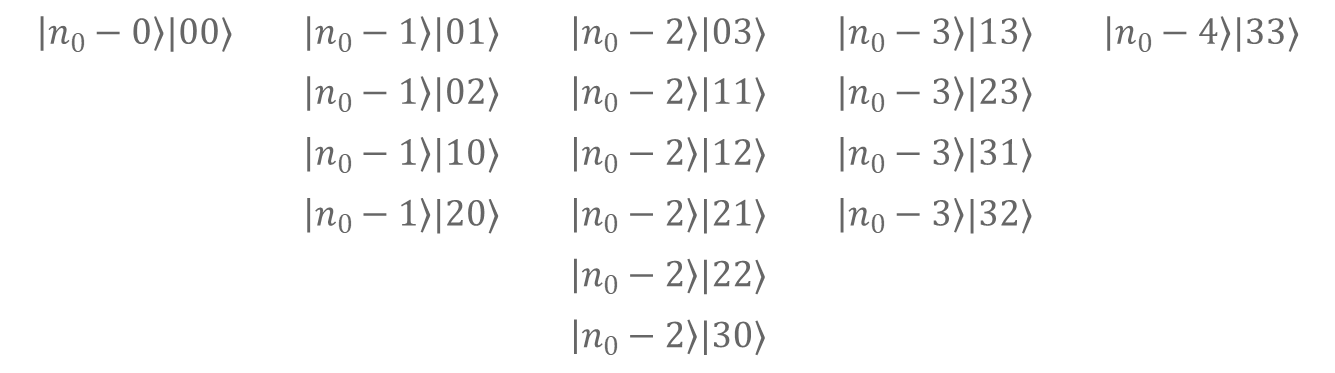 |n₀ − 0⟩|00⟩ |n₀ − 1⟩|01⟩ |n₀ − 2⟩|03⟩ |n₀ − 3⟩|13⟩ |n₀ − 4⟩|33⟩
|n₀ − 1⟩|02⟩ |n₀ − 2⟩|11⟩ |n₀ − 3⟩|23⟩
|n₀ − 1⟩|10⟩ |n₀ − 2⟩|12⟩ |n₀ − 3⟩|31⟩
|n₀ − 1⟩|20⟩ |n₀ − 2⟩|21⟩ |n₀ − 3⟩|32⟩
|n₀ − 2⟩|22⟩
|n₀ − 2⟩|30⟩